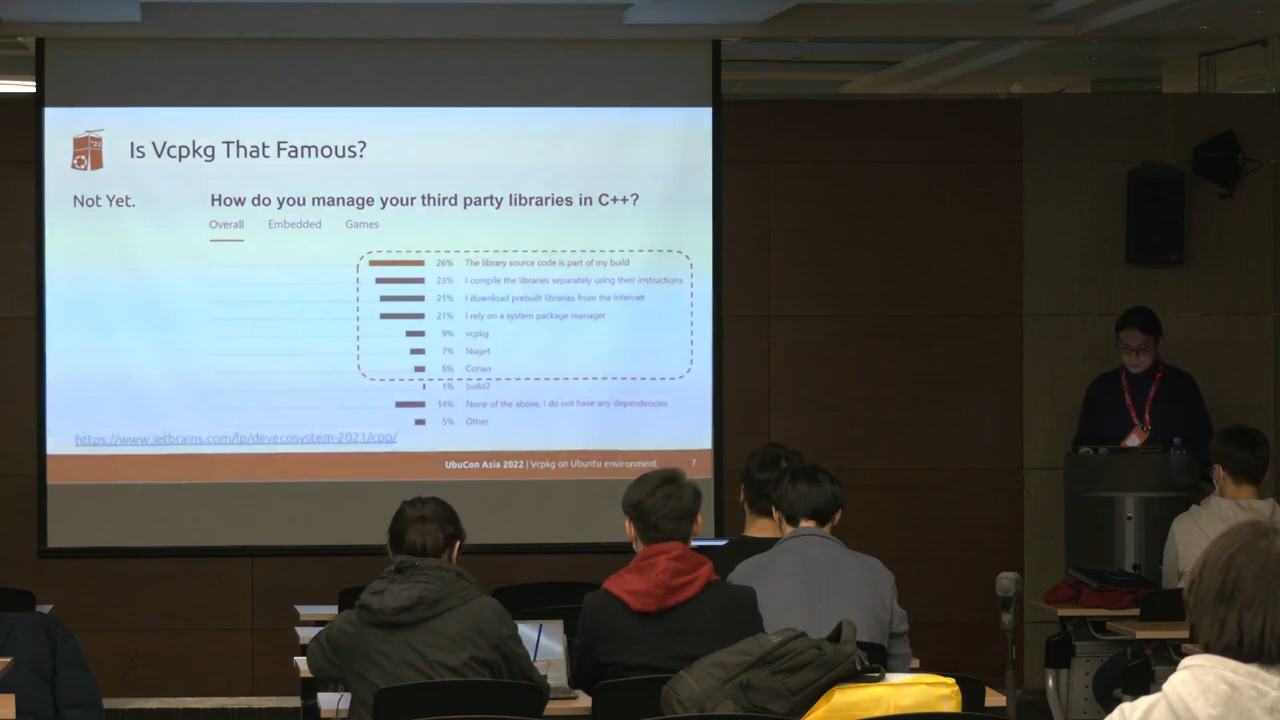 '22
Is Vcpkg That Famous?
Not Yet.
How do you manage your third party libraries in C++?
Overall Embedded Games
26% The library source code is part of my build
23% I compile the libraries separately using their instructions
21% I download prebuilt libraries from the internet
21% I rely on a system package manager
9% vcpkg
7% Nuget
5% Conan
1% build2
14% None of the above, I do not have any dependencies
5% Other
https://www.jetbrains.com/lp/devecosystem-2021/cpp/
UbuCon Asia 2022 | Vcpkg on Ubuntu environment 7